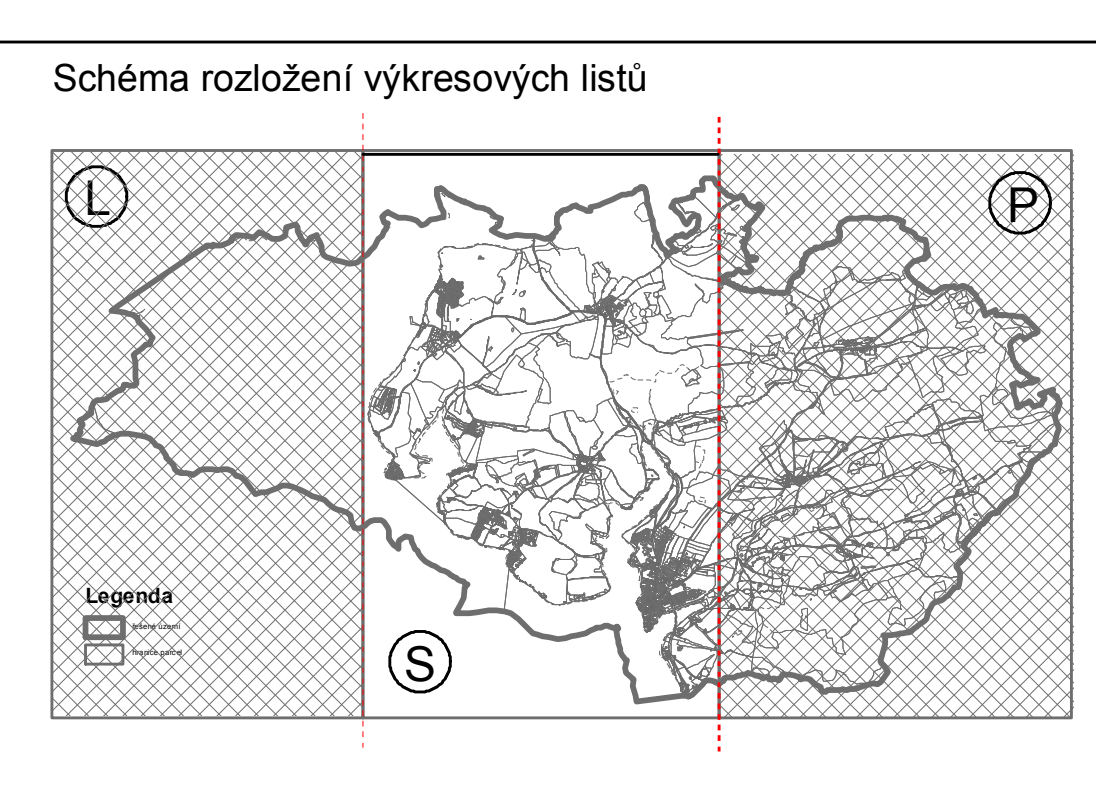 Schéma rozložení výkresových listů
L
P
Legenda
řešené území
hranice parcel
S